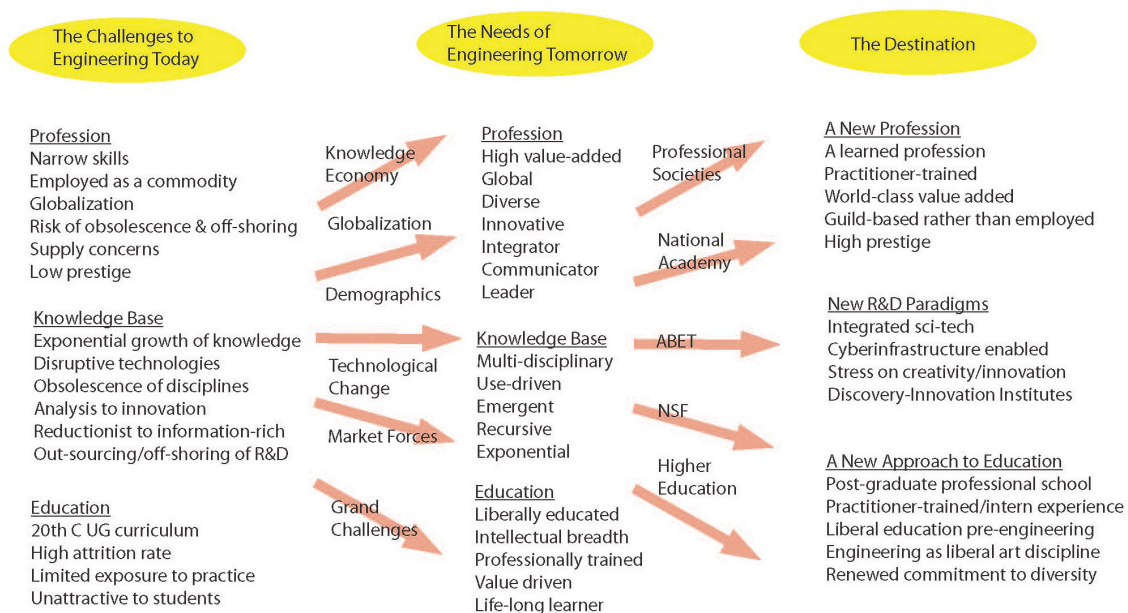 The Challenges to
Engineering Today
Profession
Narrow skills
Employed as a commodity
Globalization
Risk of obsolescence & off-shoring
Supply concerns
Low prestige
Knowledge Base
Exponential growth of knowledge
Disruptive technologies
Obsolescence of disciplines
Analysis to innovation
Reductionist to information-rich
Out-sourcing/off-shoring of R&D
Education
20th C UG curriculum
High attrition rate
Limited exposure to practice
Unattractive to students
Knowledge
Economy
Globalization
Demographics
Technological
Change
Market Forces
Grand
Challenges
The Needs of
Engineering Tomorrow
Profession
High value-added
Global
Diverse
Innovative
Integrator
Communicator
Leader
Knowledge Base
Multi-disciplinary
Use-driven
Emergent
Recursive
Exponential
Education
Liberally educated
Intellectual breadth
Professionally trained
Value driven
Life-long learner
Professional
Societies
National
Academy
ABET
NSF
Higher
Education
The Destination
A New Profession
A learned profession
Practitioner-trained
World-class value added
Guild-based rather than employed
High prestige
New R&D Paradigms
Integrated sci-tech
Cyberinfrastructure enabled
Stress on creativity/innovation
Discovery-Innovation Institutes
A New Approach to Education
Post-graduate professional school
Practitioner-trained/intern experience
Liberal education pre-engineering
Engineering as liberal art discipline
Renewed commitment to diversity